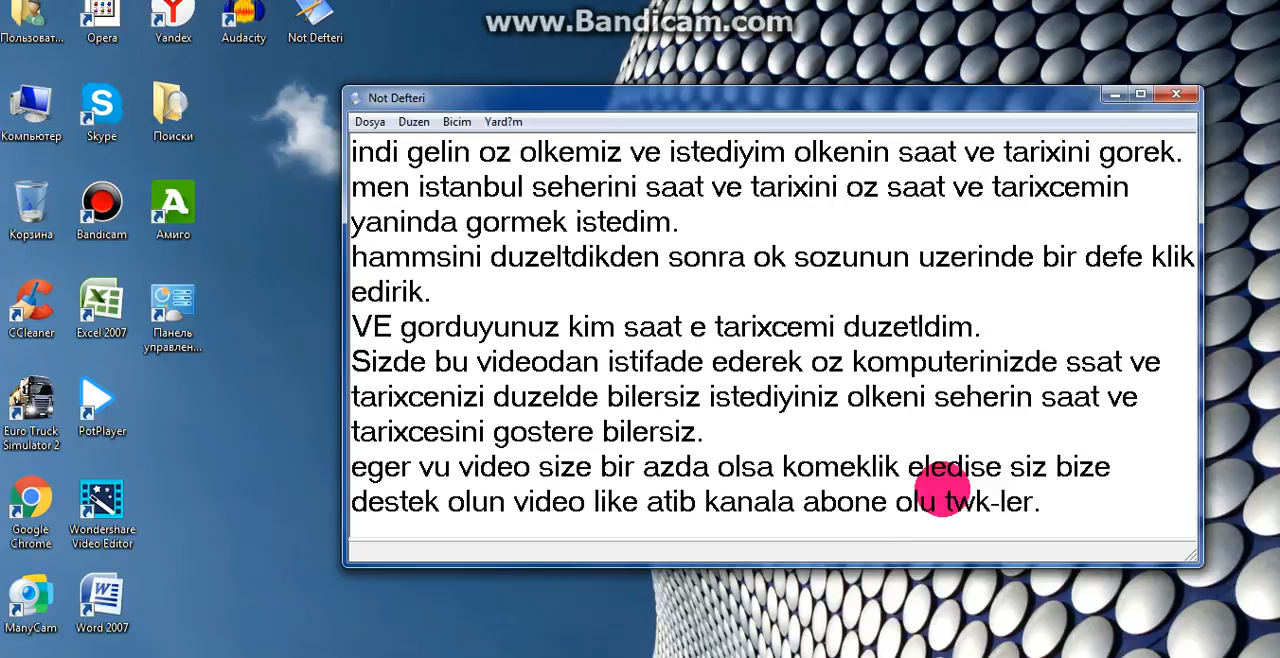 www.Bandicam.com
Пользоват...
Opera
Yandex
Audacity
Not Defteri
Компьютер
Skype
Поиски
Корзина
Bandicam
Амиго
CCleaner
Excel 2007
Панель
управлен...
Euro Truck
Simulator 2
PotPlayer
Google
Chrome
Wondershare
Video Editor
ManyCam
Word 2007
Not Defteri
Dosya Duzen Bicim Yard?m
indi gelin oz olkemiz ve istediyim olkenin saat ve tarixini gorek.
men istanbul seherini saat ve tarixini oz saat ve tarixcemin
yaninda gormek istedim.
hammsini duzeltdikden sonra ok sozunun uzerinde bir defe klik
edirik.
VE gorduyunuz kim saat e tarixcemi duzetldim.
Sizde bu videodan istifade ederek oz komputerinizde ssat ve
tarixcenizi duzelde bilersiz istediyiniz olkeni seherin saat ve
tarixcesini gostere bilersiz.
eger vu video size bir azda olsa komeklik eledise siz bize
destek olun video like atib kanala abone olu twk-ler.